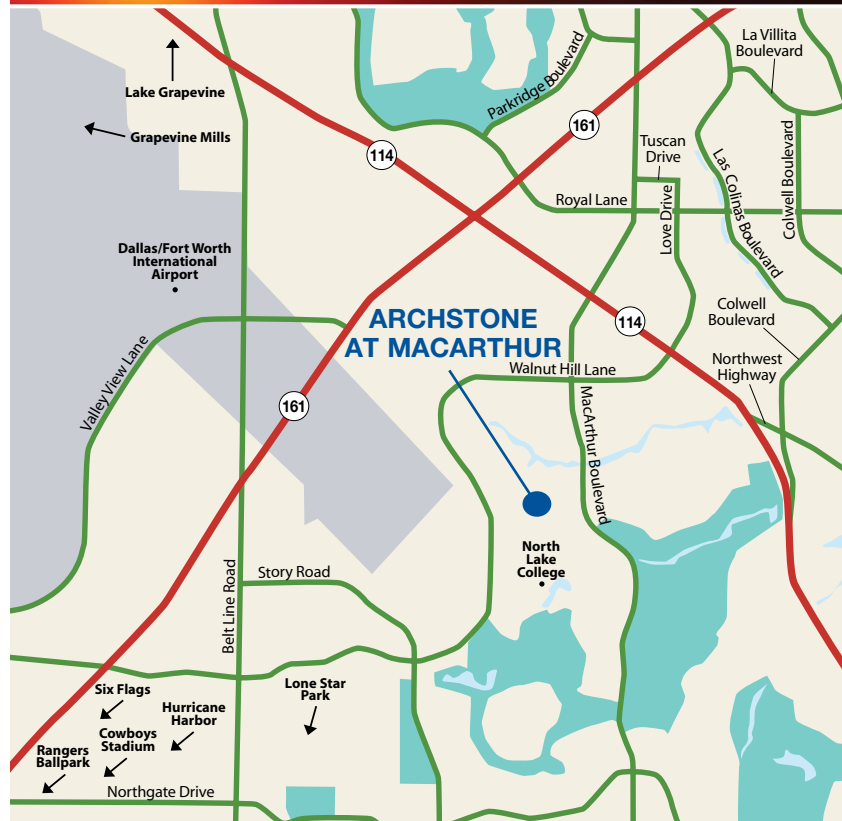 La Villita
Boulevard
Lake Grapevine
Parkridge Boulevard
161
Grapevine Mills
114
Tuscan
Drive
Las Colinas Boulevard
Colwell Boulevard
Royal Lane
Love Drive
Dallas/Fort Worth
International
Airport
Colwell
Boulevard
ARCHSTONE
AT MACARTHUR
114
Northwest
Highway
Valley View Lane
Walnut Hill Lane
161
MacArthur Boulevard
North
Lake
College
Story Road
Belt Line Road
Six Flags
Lone Star
Park
Hurricane
Harbor
Cowboys
Stadium
Rangers
Ballpark
Northgate Drive